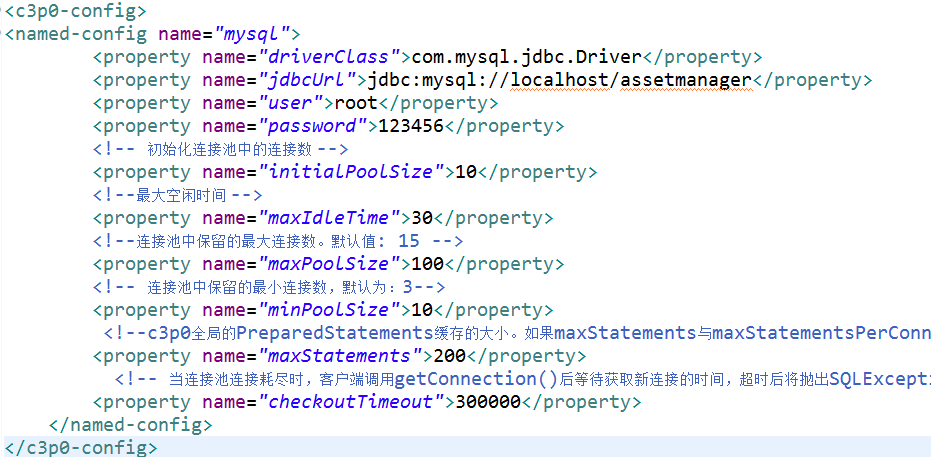 <c3p0-config>
<named-config name="mysql">
<property name="driverClass">com.mysql.jdbc.Driver</property>
<property name="jdbcUrl">jdbc:mysql://localhost/assetmanager</property>
<property name="user">root</property>
<property name="password">123456</property>
<!-- 初始化连接池中的连接数 -->
<property name="initialPoolSize">10</property>
<!--最大空闲时间 -->
<property name="maxIdleTime">30</property>
<!--连接池中保留的最大连接数。默认值: 15 -->
<property name="maxPoolSize">100</property>
<!-- 连接池中保留的最小连接数，默认为：3-->
<property name="minPoolSize">10</property>
<!--c3p0全局的PreparedStatements缓存的大小。如果maxStatements与maxStatementsPerConn
<property name="maxStatements">200</property>
<!-- 当连接池连接耗尽时，客户端调用getConnection()后等待获取新连接的时间，超时后将抛出SQLExcepti
<property name="checkoutTimeout">300000</property>
</named-config>
</c3p0-config>